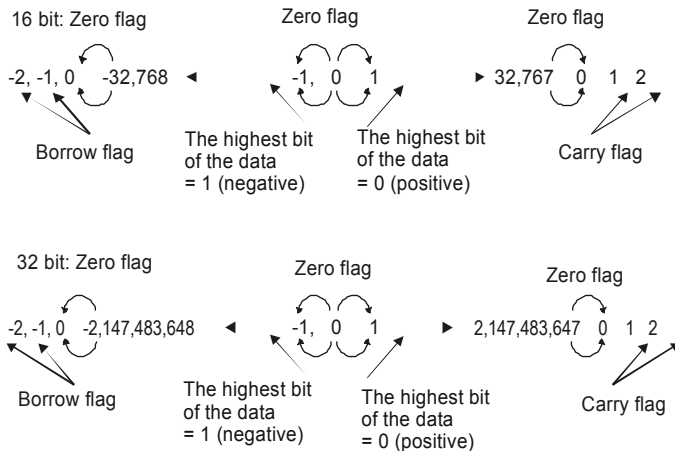 16 bit: Zero flag
Zero flag
Zero flag
-2, -1, 0 -32,768
-1, 0 1
32,767 0 1 2
Borrow flag
The highest bit
of the data
= 1 (negative)
The highest bit
of the data
= 0 (positive)
Carry flag
32 bit: Zero flag
Zero flag
Zero flag
-2, -1, 0 -2,147,483,648
-1, 0 1
2,147,483,647 0 1 2
Borrow flag
The highest bit
of the data
= 1 (negative)
The highest bit
of the data
= 0 (positive)
Carry flag